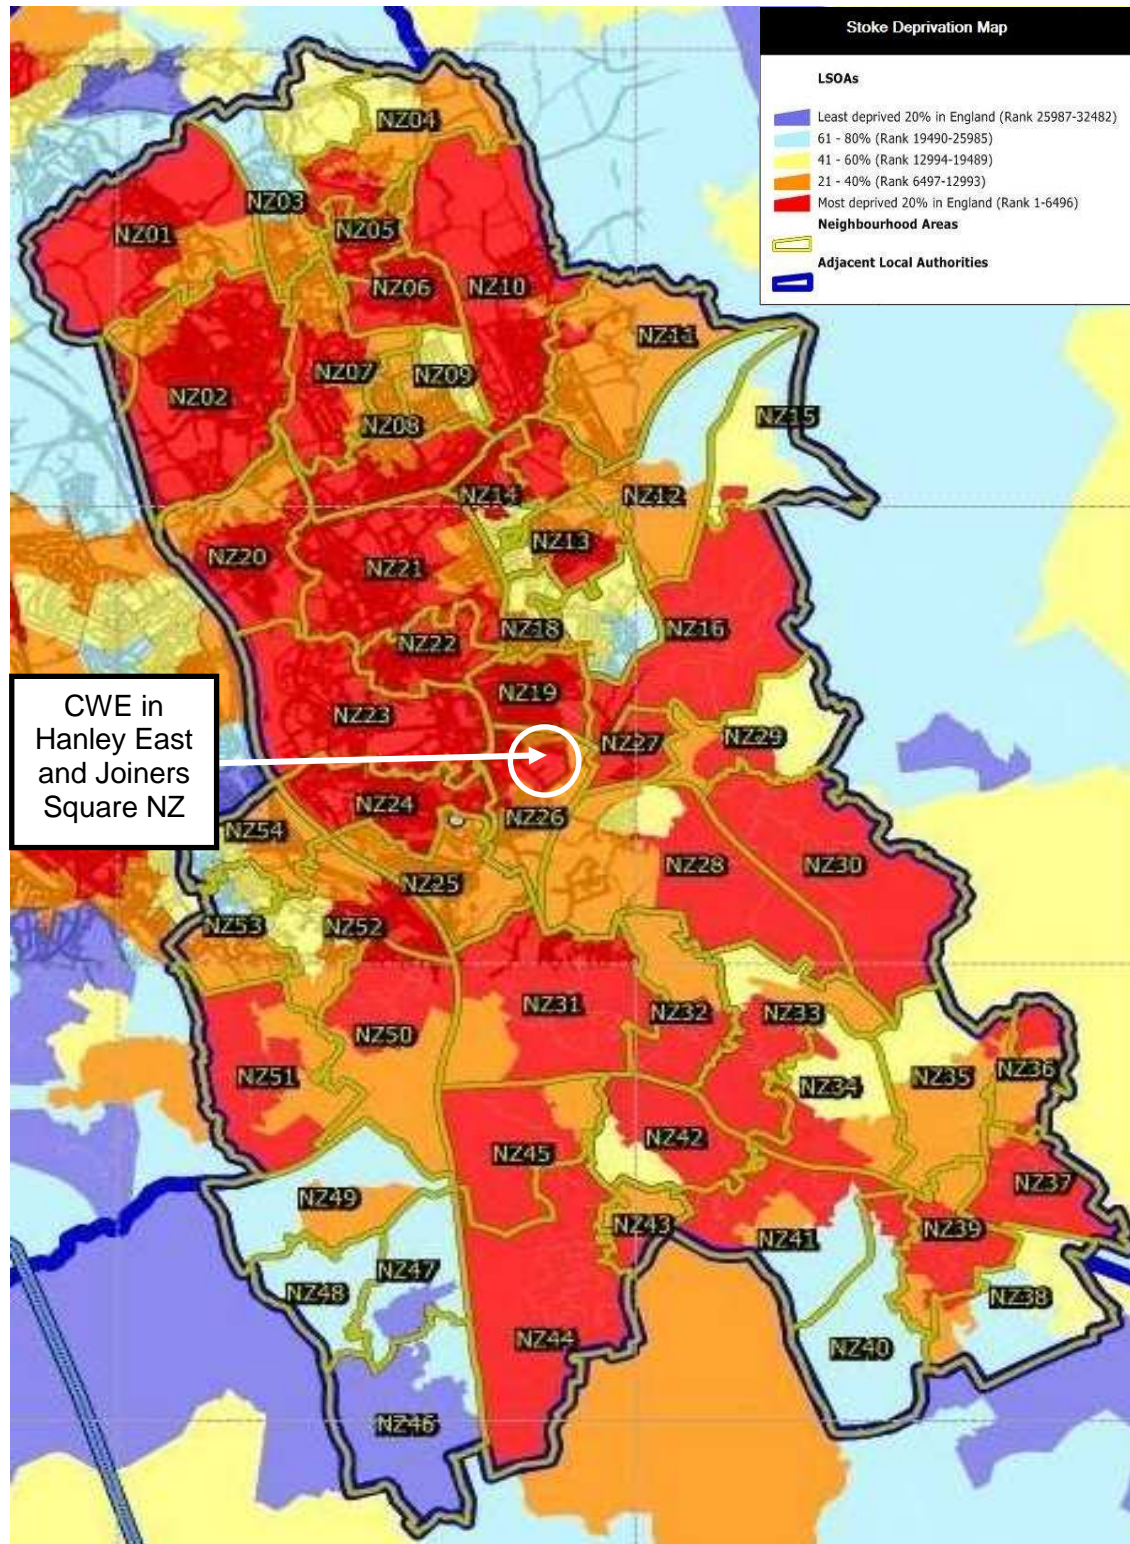 Stoke Deprivation Map
LSOAs
Least deprived 20% in England (Rank 25987-32482)
61 - 80% (Rank 19490-25985)
41 - 60% (Rank 12994-19489)
21 - 40% (Rank 6497-12993)
Most deprived 20% in England (Rank 1-6496)
Neighbourhood Areas
Adjacent Local Authorities
NZ04
NZ03
NZ01
NZ05
NZ06
NZ10
NZ11
NZ07
NZ09
NZ02
NZ08
NZ15
NZ14
NZ12
NZ13
NZ20
NZ21
NZ18
NZ16
NZ22
NZ19
NZ23
NZ27
NZ29
CWE in
Hanley East
and Joiners
Square NZ
NZ24
NZ26
NZ54
NZ28
NZ30
NZ25
NZ53
NZ52
NZ31
NZ32
NZ33
NZ50
NZ51
NZ34
NZ35
NZ36
NZ42
NZ45
NZ37
NZ49
NZ43
NZ41
NZ39
NZ47
NZ48
NZ38
NZ44
NZ40
NZ46